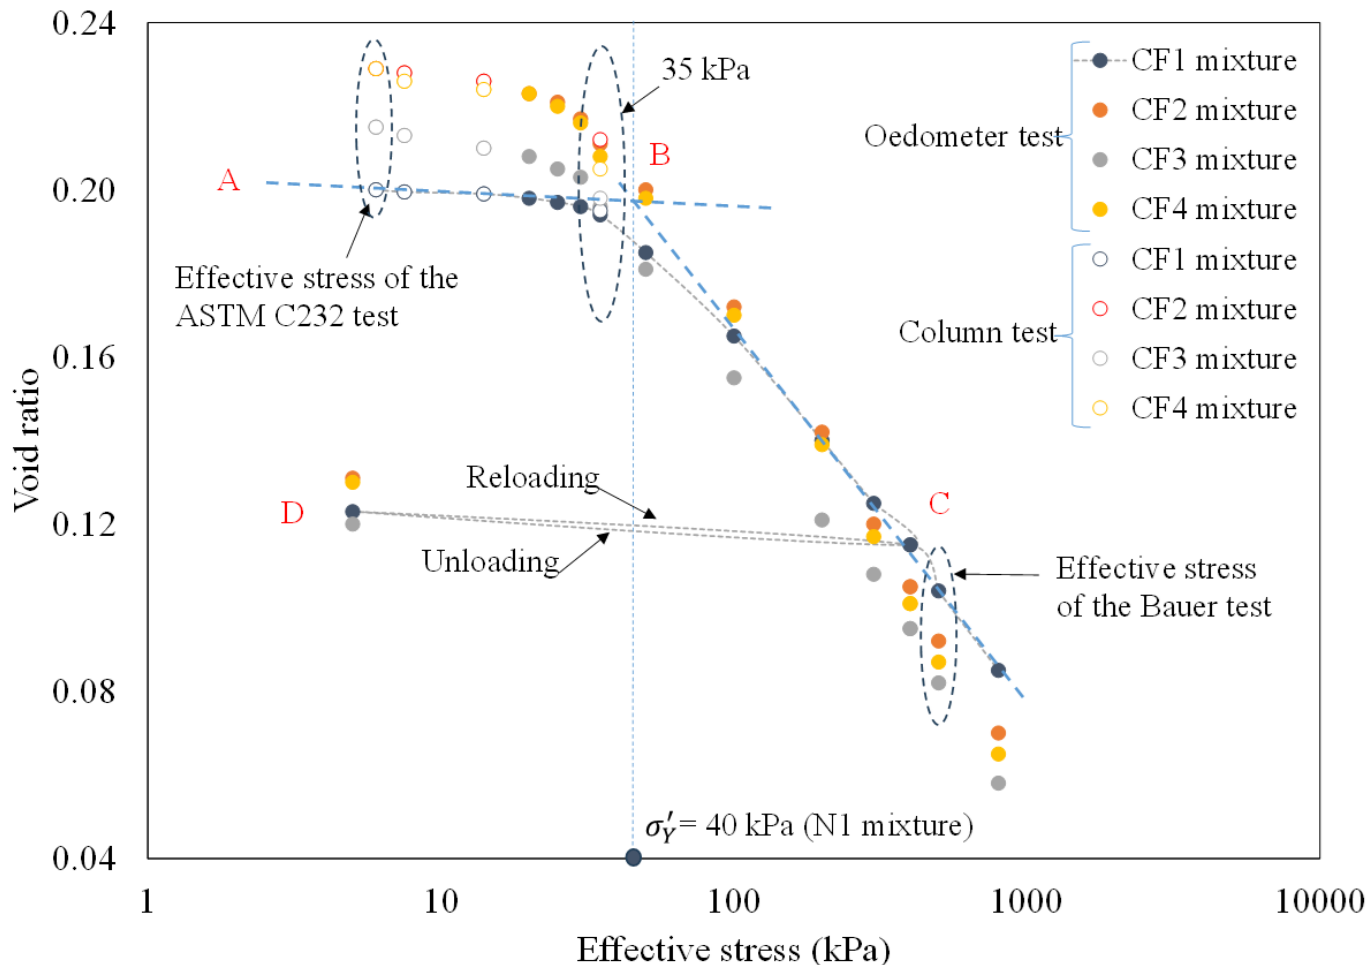 0.24
0.20
0.16
0.12
0.08
0.04
Void ratio
1
10
100
1000
10000
Effective stress (kPa)
35 kPa
A
B
C
D
Effective stress of the
ASTM C232 test
Reloading
Unloading
Effective stress
of the Bauer test
σ′Y = 40 kPa (N1 mixture)
Oedometer test
CF1 mixture
CF2 mixture
CF3 mixture
CF4 mixture
Column test
CF1 mixture
CF2 mixture
CF3 mixture
CF4 mixture